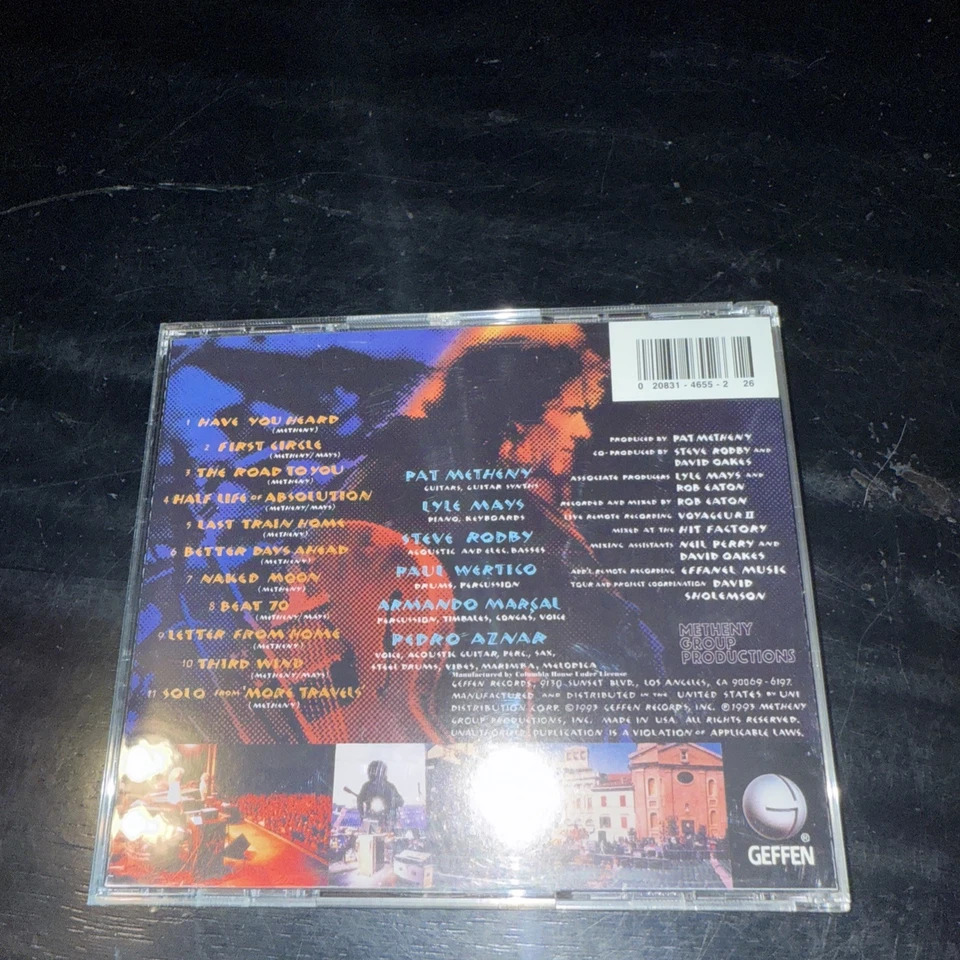 0 20831 - 4655 - 2 26
1 HAVE YOU HEARD
(METHENY)
2 FIRST CIRCLE
(METHENY/MAYS)
3 THE ROAD TO YOU
(METHENY)
4 HALF LIFE OF ABSOLUTION
(METHENY/MAYS)
5 LAST TRAIN HOME
(METHENY)
6 BETTER DAYS AHEAD
(METHENY)
7 NAKED MOON
(METHENY)
8 BEAT 70
(METHENY/MAYS)
9 LETTER FROM HOME
(METHENY)
10 THIRD WIND
(METHENY/MAYS)
11 SOLO FROM "MORE TRAVELS"
(METHENY)
PAT METHENY
GUITARS, GUITAR SYNTHS
LYLE MAYS
PIANO, KEYBOARDS
STEVE RODBY
ACOUSTIC AND ELEC. BASSES
PAUL WERTICO
DRUMS, PERCUSSION
ARMANDO MARÇAL
PERCUSSION, TIMBALES, CONGAS, VOICE
PEDRO AZNAR
VOICE, ACOUSTIC GUITAR, PERC., SAX,
STEEL DRUMS, VIBES, MARIMBA, MELODICA
PRODUCED BY PAT METHENY
CO-PRODUCED BY STEVE RODBY AND
DAVID OAKES
ASSOCIATE PRODUCERS LYLE MAYS AND
ROB EATON
RECORDED AND MIXED BY ROB EATON
LIVE REMOTE RECORDING VOYAGEUR II
MIXED AT THE HIT FACTORY
MIXING ASSISTANTS NEIL PERRY AND
DAVID OAKES
ADD'L REMOTE RECORDING EFFANEL MUSIC
TOUR AND PROJECT COORDINATION DAVID
SHOLEMSON
METHENY
GROUP
PRODUCTIONS
Manufactured by Columbia House Under License
GEFFEN RECORDS, 9130 SUNSET BLVD., LOS ANGELES, CA 90069-6197.
MANUFACTURED AND DISTRIBUTED IN THE UNITED STATES BY UNI
DISTRIBUTION CORP. ©1993 GEFFEN RECORDS, INC. ℗1993 METHENY
GROUP PRODUCTIONS, INC. MADE IN USA. ALL RIGHTS RESERVED.
UNAUTHORIZED DUPLICATION IS A VIOLATION OF APPLICABLE LAWS.
GEFFEN®